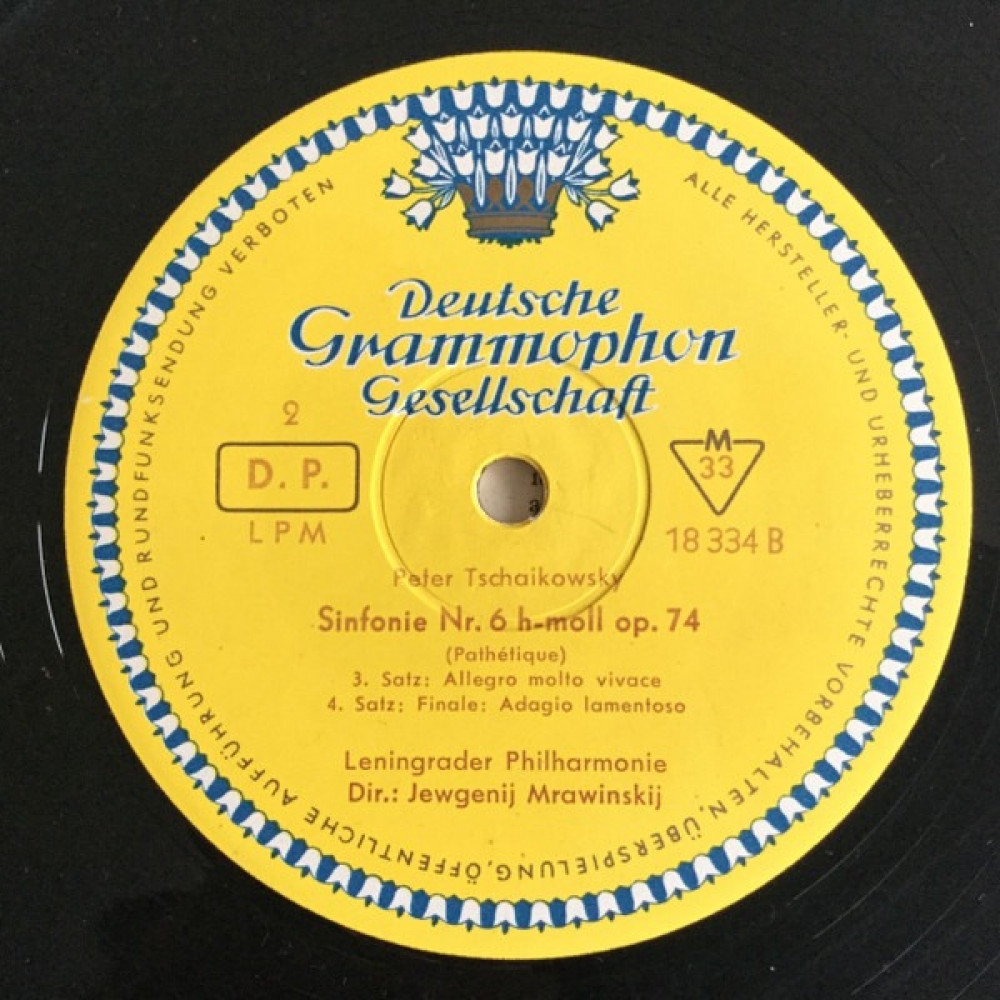 Deutsche
Grammophon
Gesellschaft
2
D. P.
LPM
M
33
18 334 B
Peter Tschaikowsky
Sinfonie Nr. 6 h-moll op. 74
(Pathétique)
3. Satz: Allegro molto vivace
4. Satz: Finale: Adagio lamentoso
Leningrader Philharmonie
Dir.: Jewgenij Mrawinskij
ALLE HERSTELLER- UND URHEBERRECHTE VORBEHALTEN, ÜBERSPIELUNG, ÖFFENTLICHE AUFFÜHRUNG UND RUNDFUNKSENDUNG VERBOTEN